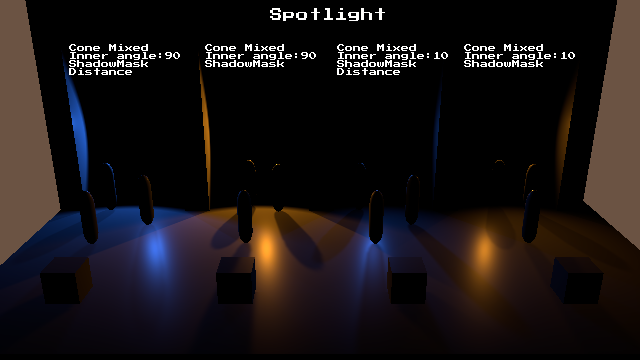 Spotlight
Cone Mixed
Inner angle:90
ShadowMask
Distance
Cone Mixed
Inner angle:90
ShadowMask
Cone Mixed
Inner angle:10
ShadowMask
Distance
Cone Mixed
Inner angle:10
ShadowMask